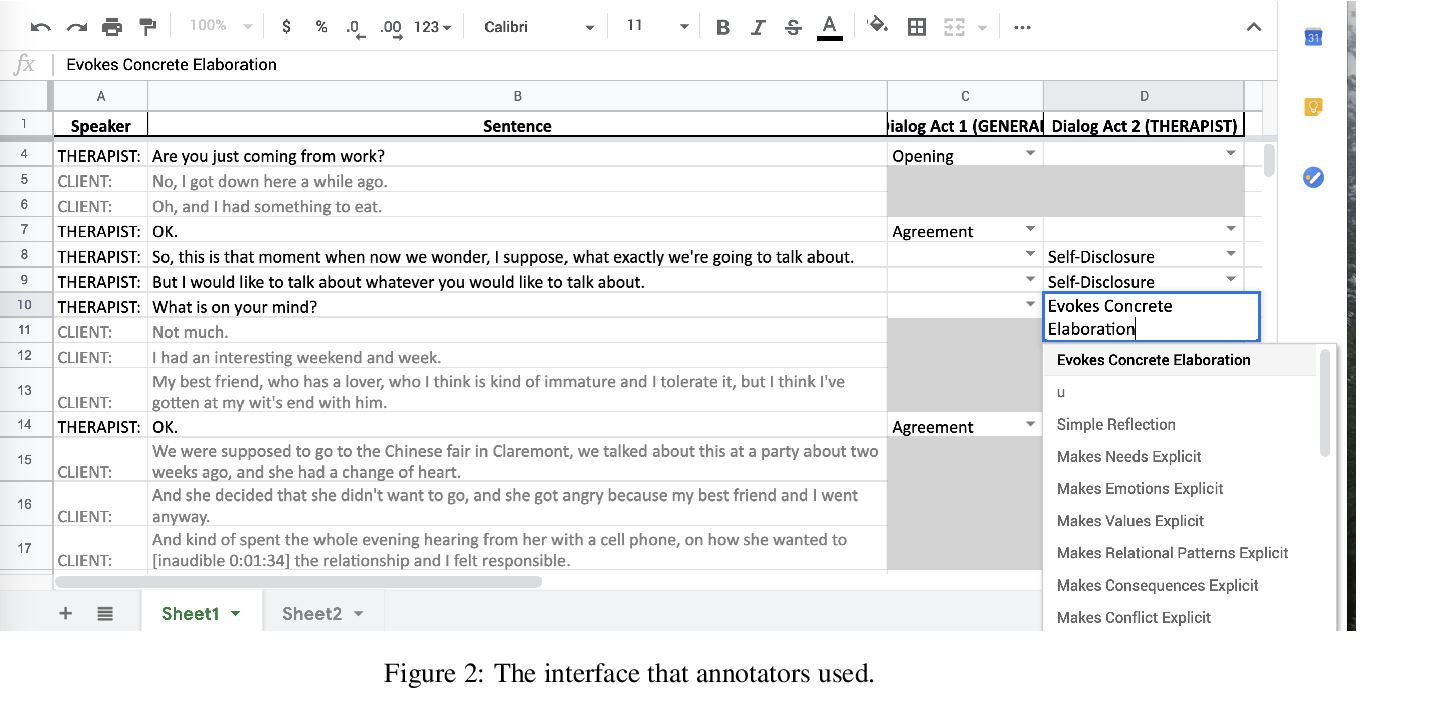 100% $ % .0 .00 123 Calibri 11 B I S A ...
31
fx Evokes Concrete Elaboration
A B C D
1 Speaker Sentence ialog Act 1 (GENERAL Dialog Act 2 (THERAPIST)
4 THERAPIST: Are you just coming from work? Opening
5 CLIENT: No, I got down here a while ago.
6 CLIENT: Oh, and I had something to eat.
7 THERAPIST: OK. Agreement
8 THERAPIST: So, this is that moment when now we wonder, I suppose, what exactly we're going to talk about. Self-Disclosure
9 THERAPIST: But I would like to talk about whatever you would like to talk about. Self-Disclosure
10 THERAPIST: What is on your mind? Evokes Concrete
Elaboration
11 CLIENT: Not much.
12 CLIENT: I had an interesting weekend and week.
13 My best friend, who has a lover, who I think is kind of immature and I tolerate it, but I think I've
CLIENT: gotten at my wit's end with him.
14 THERAPIST: OK. Agreement
15 We were supposed to go to the Chinese fair in Claremont, we talked about this at a party about two
CLIENT: weeks ago, and she had a change of heart.
16 And she decided that she didn't want to go, and she got angry because my best friend and I went
CLIENT: anyway.
17 And kind of spent the whole evening hearing from her with a cell phone, on how she wanted to
CLIENT: [inaudible 0:01:34] the relationship and I felt responsible.
Evokes Concrete Elaboration
u
Simple Reflection
Makes Needs Explicit
Makes Emotions Explicit
Makes Values Explicit
Makes Relational Patterns Explicit
Makes Consequences Explicit
Makes Conflict Explicit
+ Sheet1 Sheet2
Figure 2: The interface that annotators used.